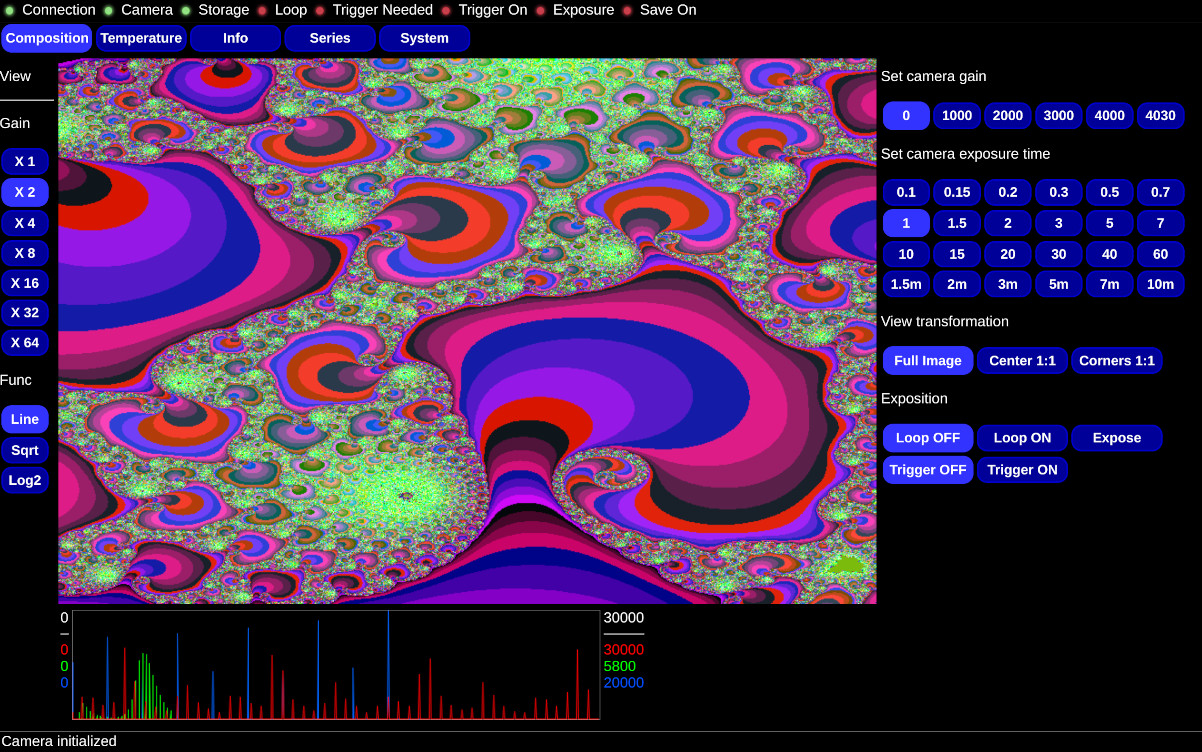 Connection Camera Storage Loop Trigger Needed Trigger On Exposure Save On
Composition Temperature Info Series System
View
Gain
X 1
X 2
X 4
X 8
X 16
X 32
X 64
Func
Line
Sqrt
Log2
Set camera gain
0 1000 2000 3000 4000 4030
Set camera exposure time
0.1 0.15 0.2 0.3 0.5 0.7
1 1.5 2 3 5 7
10 15 20 30 40 60
1.5m 2m 3m 5m 7m 10m
View transformation
Full Image Center 1:1 Corners 1:1
Exposition
Loop OFF Loop ON Expose
Trigger OFF Trigger ON
0 30000
0 30000
0 5800
0 20000
Camera initialized